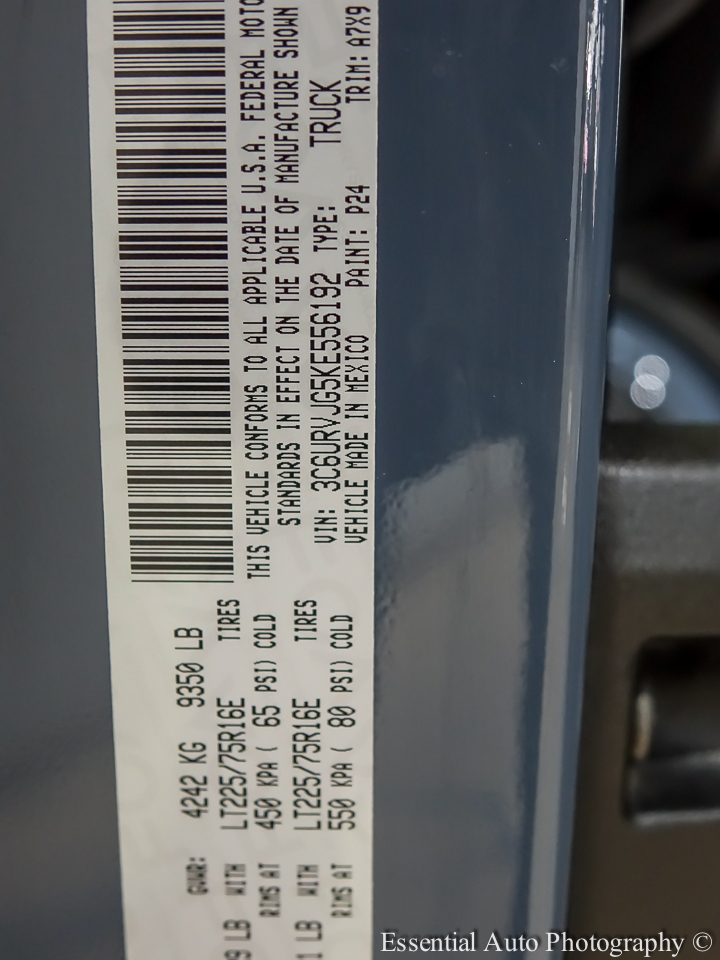 GVWR: 4242 KG 9350 LB
9 LB WITH LT225/75R16E TIRES
RIMS AT 450 KPA ( 65 PSI) COLD
1 LB WITH LT225/75R16E TIRES
RIMS AT 550 KPA ( 80 PSI) COLD
THIS VEHICLE CONFORMS TO ALL APPLICABLE U.S.A. FEDERAL MOTO
STANDARDS IN EFFECT ON THE DATE OF MANUFACTURE SHOWN
VIN: 3C6URVJG5KE556192 TYPE: TRUCK
VEHICLE MADE IN MEXICO PAINT: P24 TRIM: A7X9
Essential Auto Photography ©